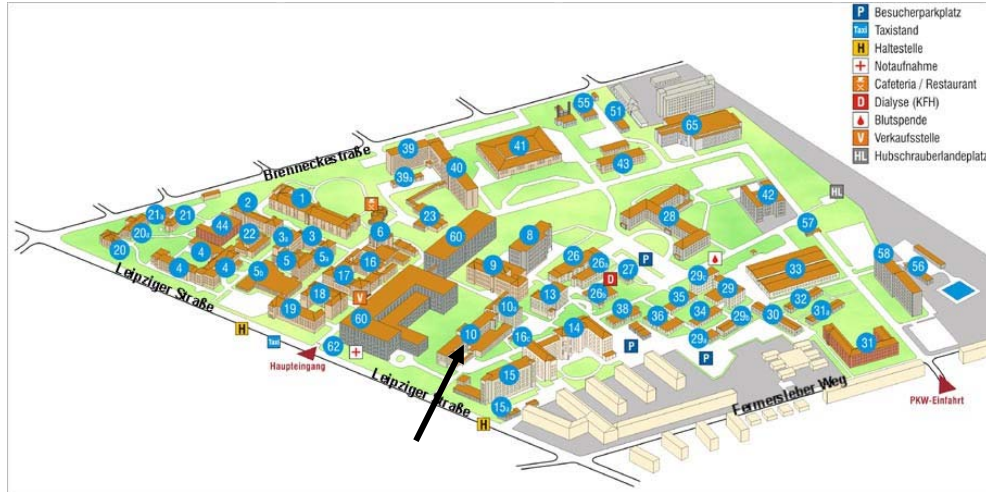 P Besucherparkplatz
Taxi Taxistand
H Haltestelle
Notaufnahme
Cafeteria / Restaurant
D Dialyse (KFH)
Blutspende
V Verkaufsstelle
HL Hubschrauberlandeplatz
55
51
65
Brenneckestraße
39
41
40
43
39a
42
HL
1
2
21a
21
23
28
57
44
6
20a
22
3a
3
60
8
20
4
5a
16
58
56
4
4
5b
5
17
9
26
26a
27
P
29c
33
D
18
V
13
26b
35
29
32
19
60
10a
38
36
34
29b
30
31a
Leipziger Straße
H
Taxi
62
10
16c
14
29a
31
Haupteingang
P
P
Leipziger Straße
15
Fermersleber Weg
PKW-Einfahrt
15a
H